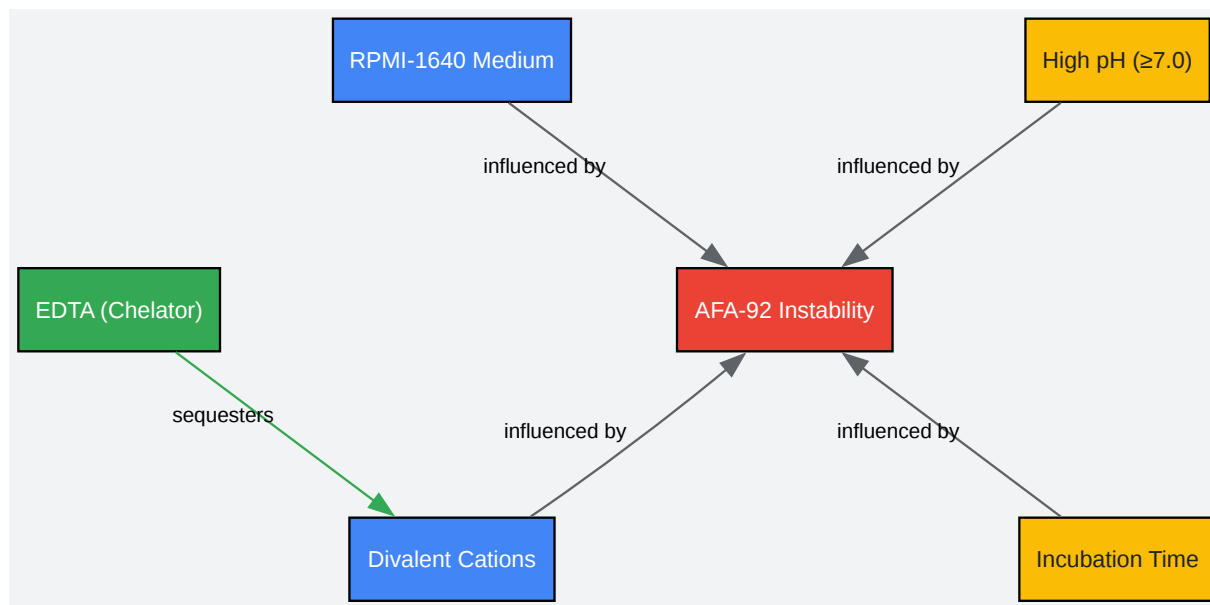 RPMI-1640 Medium
High pH (≥7.0)
influenced by
influenced by
EDTA (Chelator)
AFA-92 Instability
sequesters
influenced by
influenced by
Divalent Cations
Incubation Time